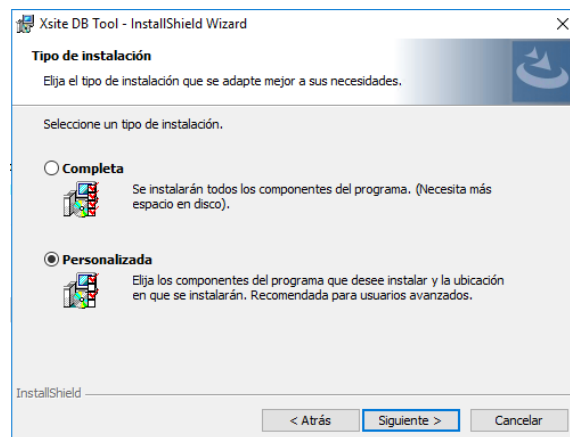 Xsite DB Tool - InstallShield Wizard
Tipo de instalación
Elija el tipo de instalación que se adapte mejor a sus necesidades.
Seleccione un tipo de instalación.
Completa
Se instalarán todos los componentes del programa. (Necesita más
espacio en disco).
Personalizada
Elija los componentes del programa que desee instalar y la ubicación
en que se instalarán. Recomendada para usuarios avanzados.
InstallShield
< Atrás Siguiente > Cancelar